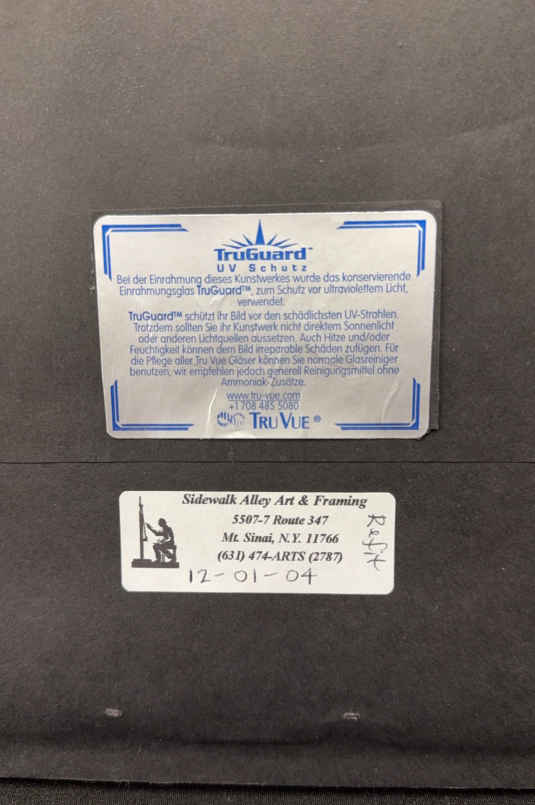 TruGuard™
UV Schutz
Bei der Einrahmung dieses Kunstwerkes wurde das konservierende
Einrahmungsglas TruGuard™, zum Schutz vor ultraviolettem Licht,
verwendet.
TruGuard™ schützt ihr Bild vor den schädlichsten UV-Strahlen.
Trotzdem sollten Sie ihr Kunstwerk nicht direktem Sonnenlicht
oder anderen Lichtquellen aussetzen. Auch Hitze und/oder
Feuchtigkeit können dem Bild irreparable Schäden zufügen. Für
die Pflege aller Tru Vue Gläser können Sie normale Glasreiniger
benutzen, wir empfehlen jedoch generell Reinigungsmittel ohne
Ammoniak-Zusätze.
www.tru-vue.com
+1 708 485 5080
TRU VUE ®
Sidewalk Alley Art & Framing
5507-7 Route 347
Mt. Sinai, N.Y. 11766
(631) 474-ARTS (2787)
12-01-04
Refit